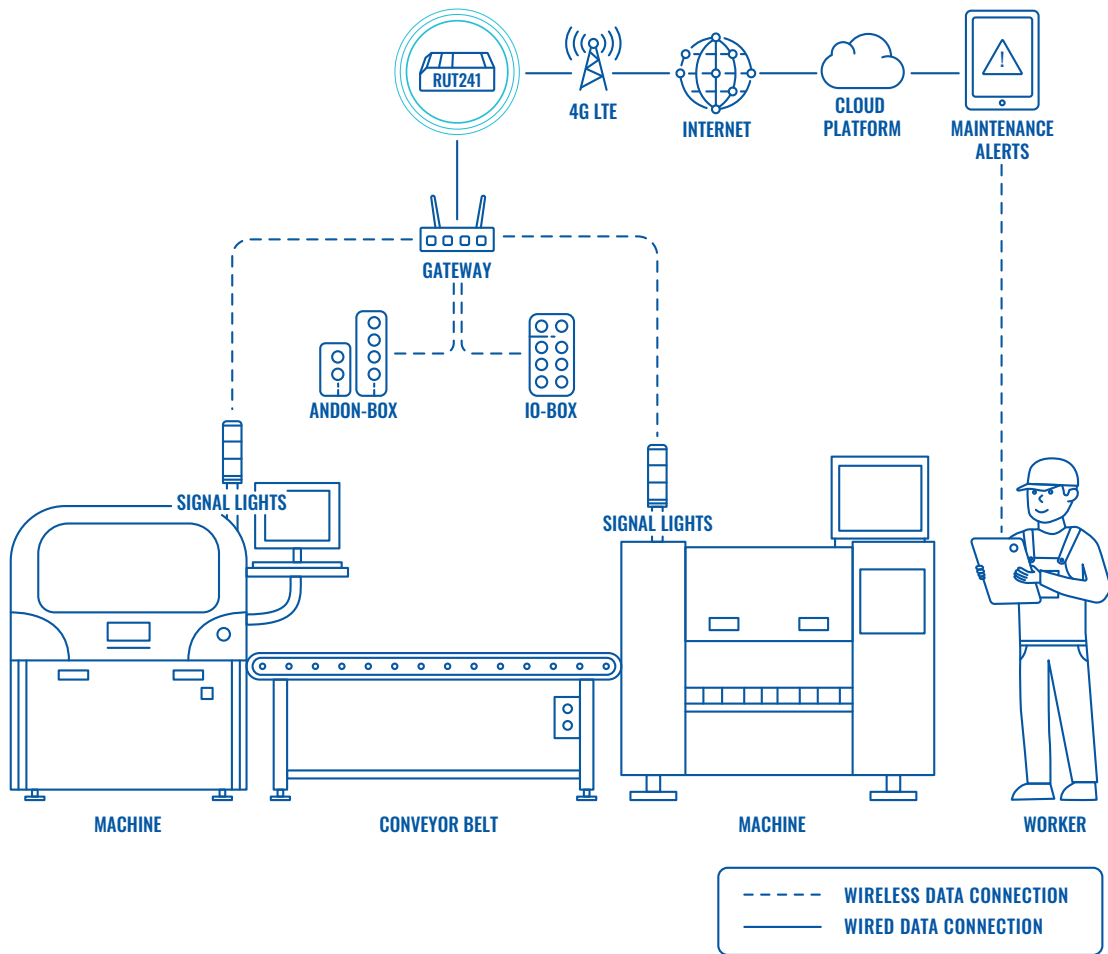 RUT241
4G LTE
INTERNET
CLOUD
PLATFORM
MAINTENANCE
ALERTS
GATEWAY
ANDON-BOX
IO-BOX
SIGNAL LIGHTS
SIGNAL LIGHTS
MACHINE
CONVEYOR BELT
MACHINE
WORKER
WIRELESS DATA CONNECTION
WIRED DATA CONNECTION